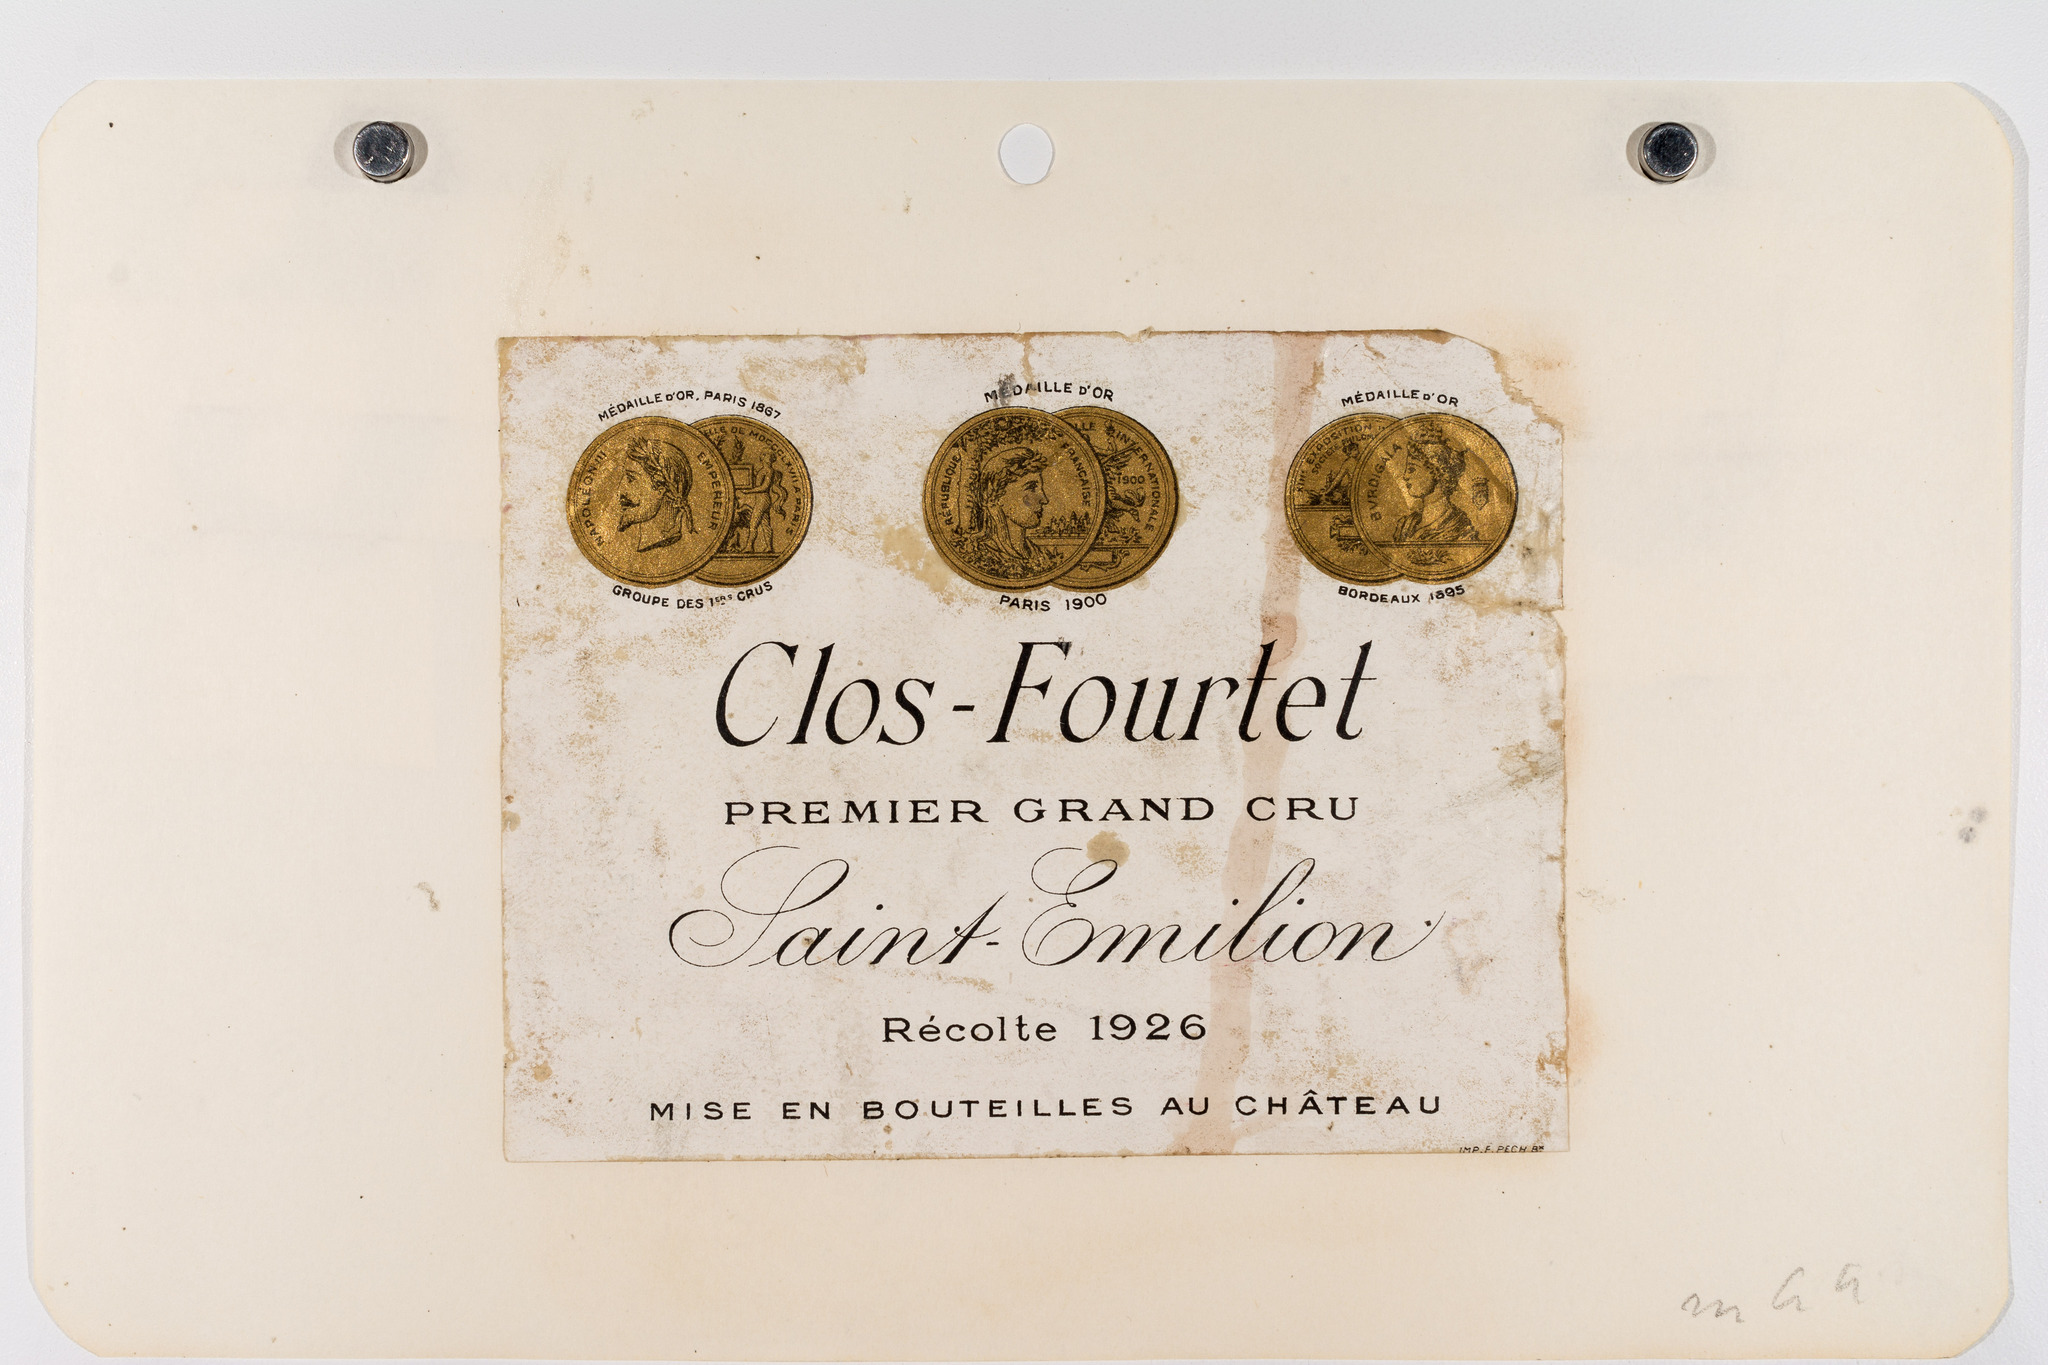 MÉDAILLE D'OR, PARIS 1867
NAPOLEON III EMPEREUR
GROUPE DES 1ERS CRUS
MÉDAILLE D'OR
RÉPUBLIQUE FRANÇAISE
INTERNATIONALE
1900
PARIS 1900
MÉDAILLE D'OR
EXPOSITION
BVRDIGALA
BORDEAUX 1895
Clos-Fourtet
PREMIER GRAND CRU
Saint-Emilion
Récolte 1926
MISE EN BOUTEILLES AU CHÂTEAU
IMP. F. PECH Bx